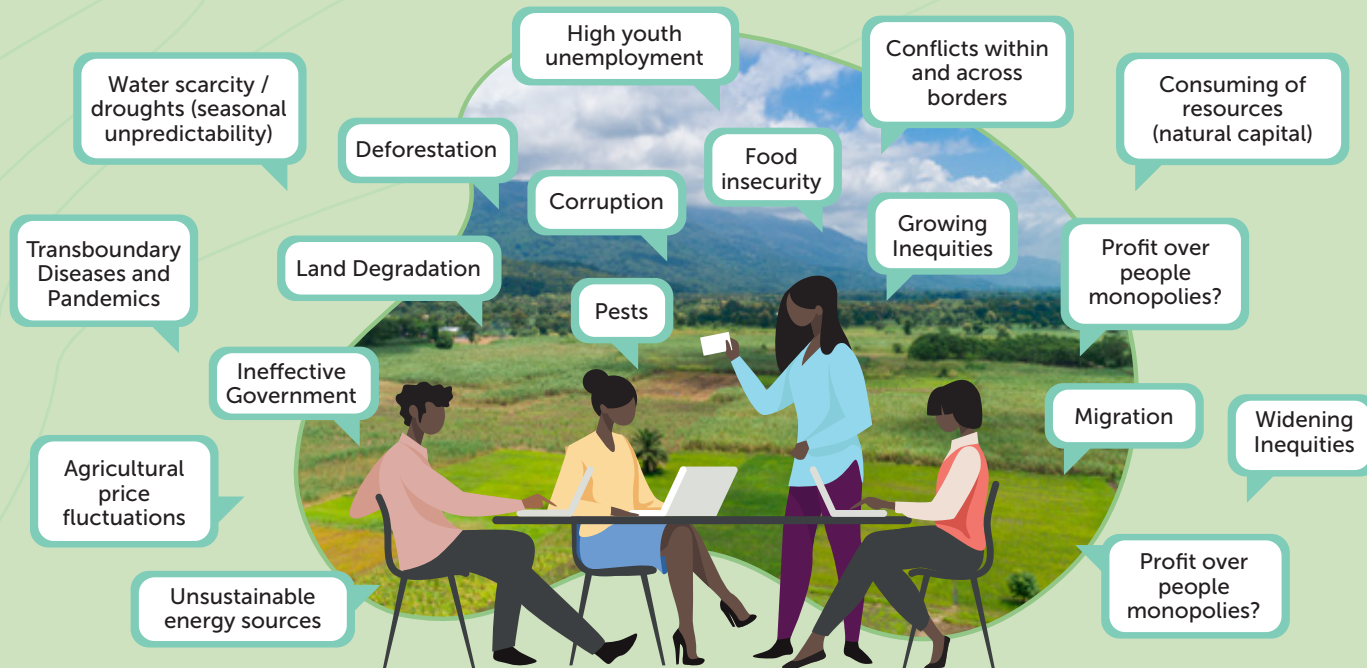 High youth
unemployment
Conflicts within
and across
borders
Water scarcity /
droughts (seasonal
unpredictability)
Consuming of
resources
(natural capital)
Deforestation
Food
insecurity
Corruption
Growing
Inequities
Transboundary
Diseases and
Pandemics
Land Degradation
Profit over
people
monopolies?
Pests
Ineffective
Government
Migration
Widening
Inequities
Agricultural
price
fluctuations
Profit over
people
monopolies?
Unsustainable
energy sources